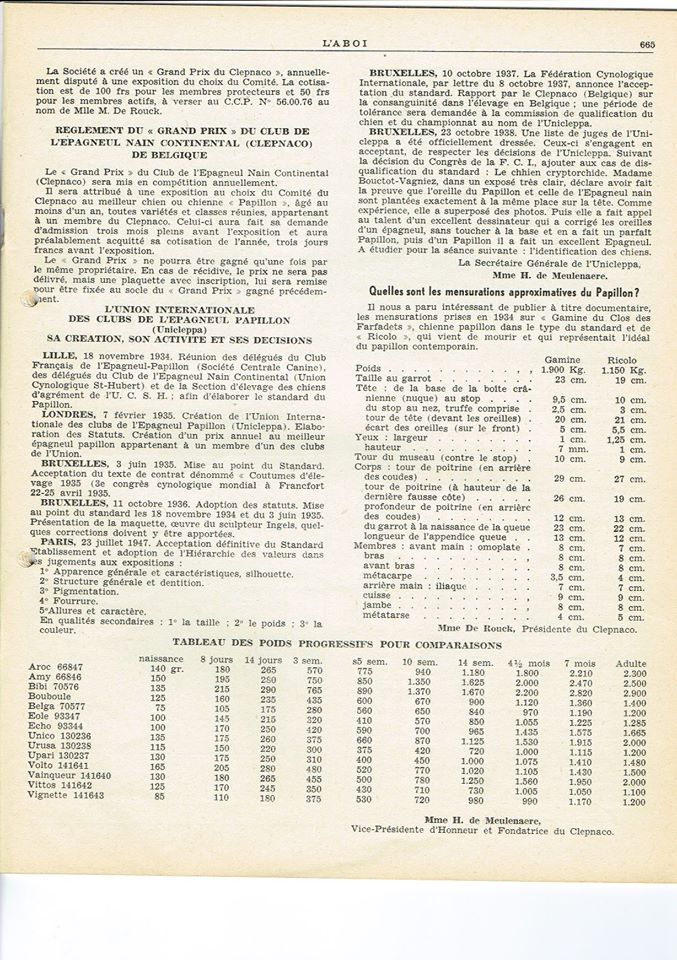 L'ABOI 665
La Société a créé un « Grand Prix du Clepnaco », annuelle-
ment disputé à une exposition du choix du Comité. La cotisa-
tion est de 100 frs pour les membres protecteurs et 50 frs
pour les membres actifs, à verser au C.C.P. N° 56.00.76 au
nom de Mlle M. De Rouck.
REGLEMENT DU « GRAND PRIX » DU CLUB DE
L'EPAGNEUL NAIN CONTINENTAL (CLEPNACO)
DE BELGIQUE
Le « Grand Prix » du Club de l'Epagneul Nain Continental
(Clepnaco) sera mis en compétition annuellement.
Il sera attribué à une exposition au choix du Comité du
Clepnaco au meilleur chien ou chienne « Papillon », âgé au
moins d'un an, toutes variétés et classes réunies, appartenant
à un membre du Clepnaco. Celui-ci aura fait sa demande
d'admission trois mois pleins avant l'exposition et aura
préalablement acquitté sa cotisation de l'année, trois jours
francs avant l'exposition.
Le « Grand Prix » ne pourra être gagné qu'une fois par
le même propriétaire. En cas de récidive, le prix ne sera pas
délivré, mais une plaquette avec inscription, lui sera remise
pour être fixée au socle du « Grand Prix » gagné précédem-
ment.
L'UNION INTERNATIONALE
DES CLUBS DE L'EPAGNEUL PAPILLON
(Unicleppa)
SA CREATION, SON ACTIVITE ET SES DECISIONS
LILLE, 18 novembre 1934. Réunion des délégués du Club
Français de l'Epagneul-Papillon (Société Centrale Canine),
des délégués du Club de l'Epagneul Nain Continental (Union
Cynologique St-Hubert) et de la Section d'élevage des chiens
d'agrément de l'U. C. S. H. ; afin d'élaborer le standard du
Papillon.
LONDRES, 7 février 1935. Création de l'Union Interna-
tionale des clubs de l'Epagneul Papillon (Unicleppa). Elabo-
ration des Statuts. Création d'un prix annuel au meilleur
épagneul papillon appartenant à un membre d'un des clubs
de l'Union.
BRUXELLES, 3 juin 1935. Mise au point du Standard.
Acceptation du texte de contrat dénommé « Coutumes d'éle-
vage 1935 (3e congrès cynologique mondial à Francfort
22-25 avril 1935.
BRUXELLES, 11 octobre 1936. Adoption des statuts. Mise
au point du standard les 18 novembre 1934 et du 3 juin 1935.
Présentation de la maquette, œuvre du sculpteur Ingels, quel-
ques corrections doivent y être apportées.
PARIS, 23 juillet 1947. Acceptation définitive du Standard
Etablissement et adoption de l'Hiérarchie des valeurs dans
es jugements aux expositions :
1° Apparence générale et caractéristiques, silhouette.
2° Structure générale et dentition.
3° Pigmentation.
4° Fourrure.
5°Allures et caractère.
En qualités secondaires : 1° la taille ; 2° le poids ; 3° la
couleur.
BRUXELLES, 10 octobre 1937. La Fédération Cynologique
Internationale, par lettre du 8 octobre 1937, annonce l'accep-
tation du standard. Rapport par le Clepnaco (Belgique) sur
la consanguinité dans l'élevage en Belgique ; une période de
tolérance sera demandée à la commission de qualification du
chien et du championnat au nom de l'Unicleppa.
BRUXELLES, 23 octobre 1938. Une liste de juges de l'Uni-
cleppa a été officiellement dressée. Ceux-ci s'engagent en
acceptant, de respecter les décisions de l'Unicleppa. Suivant
la décision du Congrès de la F. C. I., ajouter aux cas de dis-
qualification du standard : Le chhien cryptorchide. Madame
Bouctot-Vagniez, dans un exposé très clair, déclare avoir fait
la preuve que l'oreille du Papillon et celle de l'Epagneul nain
sont plantées exactement à la même place sur la tête. Comme
expérience, elle a superposé des photos. Puis elle a fait appel
au talent d'un excellent dessinateur qui a corrigé les oreilles
d'un épagneul, sans toucher à la base et en a fait un parfait
Papillon, puis d'un Papillon il a fait un excellent Epagneul.
A étudier pour la séance suivante : l'identification des chiens.
La Secrétaire Générale de l'Unicleppa,
Mme H. de Meulenaere.
Quelles sont les mensurations approximatives du Papillon ?
Il nous a paru intéressant de publier à titre documentaire,
les mensurations prises en 1934 sur « Gamine du Clos des
Farfadets », chienne papillon dans le type du standard et de
« Ricolo », qui vient de mourir et qui représentait l'idéal
du papillon contemporain.
Gamine Ricolo
Poids 1.900 Kg. 1.150 Kg.
Taille au garrot 23 cm. 19 cm.
Tête : de la base de la boîte crâ-
nienne (nuque) au stop 9,5 cm. 10 cm.
du stop au nez, truffe comprise 2,5 cm. 3 cm.
tour de tête (devant les oreilles) 20 cm. 21 cm.
écart des oreilles (sur le front) 5 cm. 5,5 cm.
Yeux : largeur 1 cm. 1,25 cm.
hauteur 7 mm. 1 cm.
Tour du museau (contre le stop) 10 cm. 9 cm.
Corps : tour de poitrine (en arrière
des coudes) 29 cm. 27 cm.
tour de poitrine (à hauteur de la
dernière fausse côte) 26 cm. 19 cm.
profondeur de poitrine (en arrière
des coudes) 12 cm. 13 cm.
du garrot à la naissance de la queue 23 cm. 22 cm.
longueur de l'appendice queue 13 cm. 12 cm.
Membres : avant main : omoplate 8 cm. 7 cm.
bras 8 cm. 8 cm.
avant bras 8 cm. 8 cm.
métacarpe 3,5 cm. 4 cm.
arrière main : iliaque 7 cm. 7 cm.
cuisse 9 cm. 9 cm.
jambe 8 cm. 8 cm.
métatarse 4 cm. 5 cm.
Mme De Rouck, Présidente du Clepnaco.
TABLEAU DES POIDS PROGRESSIFS POUR COMPARAISONS
naissance 8 jours 14 jours 3 sem. s5 sem. 10 sem. 14 sem. 4½ mois 7 mois Adulte
Aroc 66847 140 gr. 180 265 570 775 940 1.180 1.800 2.210 2.300
Amy 66846 150 195 280 750 850 1.350 1.625 2.000 2.470 2.500
Bibi 70576 135 215 290 765 890 1.370 1.670 2.200 2.820 2.900
Bouboule 125 160 235 435 600 670 900 1.120 1.360 1.400
Belga 70577 75 105 175 280 560 650 840 970 1.190 1.200
Eole 93347 100 145 215 320 410 570 850 1.055 1.225 1.285
Echo 93344 100 170 250 420 590 700 965 1.435 1.575 1.665
Unico 130236 135 175 260 375 660 870 1.125 1.530 1.915 2.000
Urusa 130238 115 150 220 300 375 420 720 1.000 1.115 1.200
Upari 130237 130 175 250 310 400 450 1.000 1.075 1.410 1.480
Volto 141641 165 205 280 480 520 770 1.020 1.105 1.430 1.500
Vainqueur 141640 130 180 265 455 500 780 1.250 1.560 1.950 2.000
Vittos 141642 125 170 245 350 430 710 730 1.005 1.050 1.100
Vignette 141643 85 110 180 375 530 720 980 990 1.170 1.200
Mme H. de Meulenaere,
Vice-Présidente d'Honneur et Fondatrice du Clepnaco.